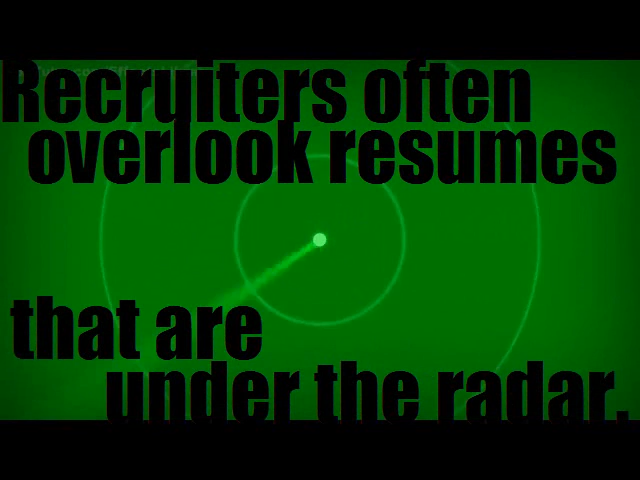 Recruiters often
overlook resumes
that are
under the radar.